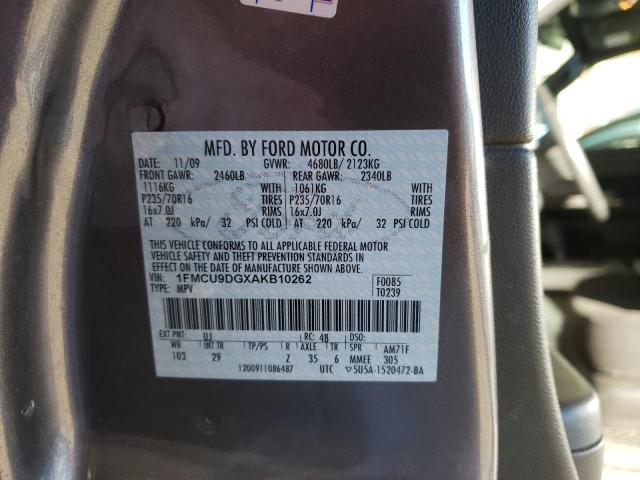 MFD. BY FORD MOTOR CO.
DATE: 11/09 GVWR: 4680LB/ 2123KG
FRONT GAWR: 2460LB REAR GAWR: 2340LB
1116KG WITH 1061KG WITH
P235/70R16 TIRES P235/70R16 TIRES
16x7.0J RIMS 16x7.0J RIMS
AT 220 kPa/ 32 PSI COLD AT 220 kPa/ 32 PSI COLD
THIS VEHICLE CONFORMS TO ALL APPLICABLE FEDERAL MOTOR
VEHICLE SAFETY AND THEFT PREVENTION STANDARDS IN
EFFECT ON THE DATE OF MANUFACTURE SHOWN ABOVE.
VIN: 1FMCU9DGXAKB10262 F0085
TYPE: MPV T0239
EXT PNT: UJ RC: 48 DSO:
WB INT TR TP/PS R AXLE TR SPR AM71F
103 29 Z 35 6 MMEE 305
1200911086487 UTC ▽5U5A-1520472-BA